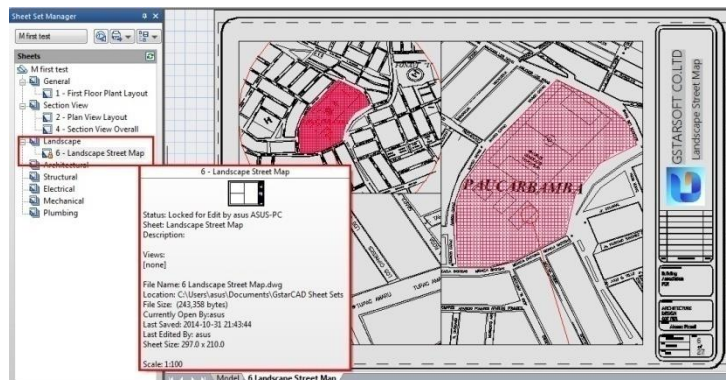 Sheet Set Manager
M first test
Sheets
M first test
General
1 - First Floor Plant Layout
Section View
2 - Plan View Layout
4 - Section View Overall
Landscape
6 - Landscape Street Map
Architectural
Structural
Electrical
Mechanical
Plumbing
6 - Landscape Street Map
Status: Locked for Edit by asus ASUS-PC
Sheet: Landscape Street Map
Description:
Views:
[none]
File Name: 6 Landscape Street Map.dwg
Location: C:\Users\asus\Documents\GstarCAD Sheet Sets
File Size: (243,358 bytes)
Currently Open By:asus
Last Saved: 2014-10-31 21:43:44
Last Edited By: asus
Sheet Size: 297.0 x 210.0
Scale: 1:100
PAUCARBAMBA
TUPAC AMARU
GSTARSOFT CO.LTD
Landscape Street Map
ARCHITECTURE
DESIGN
Model
6 Landscape Street Map